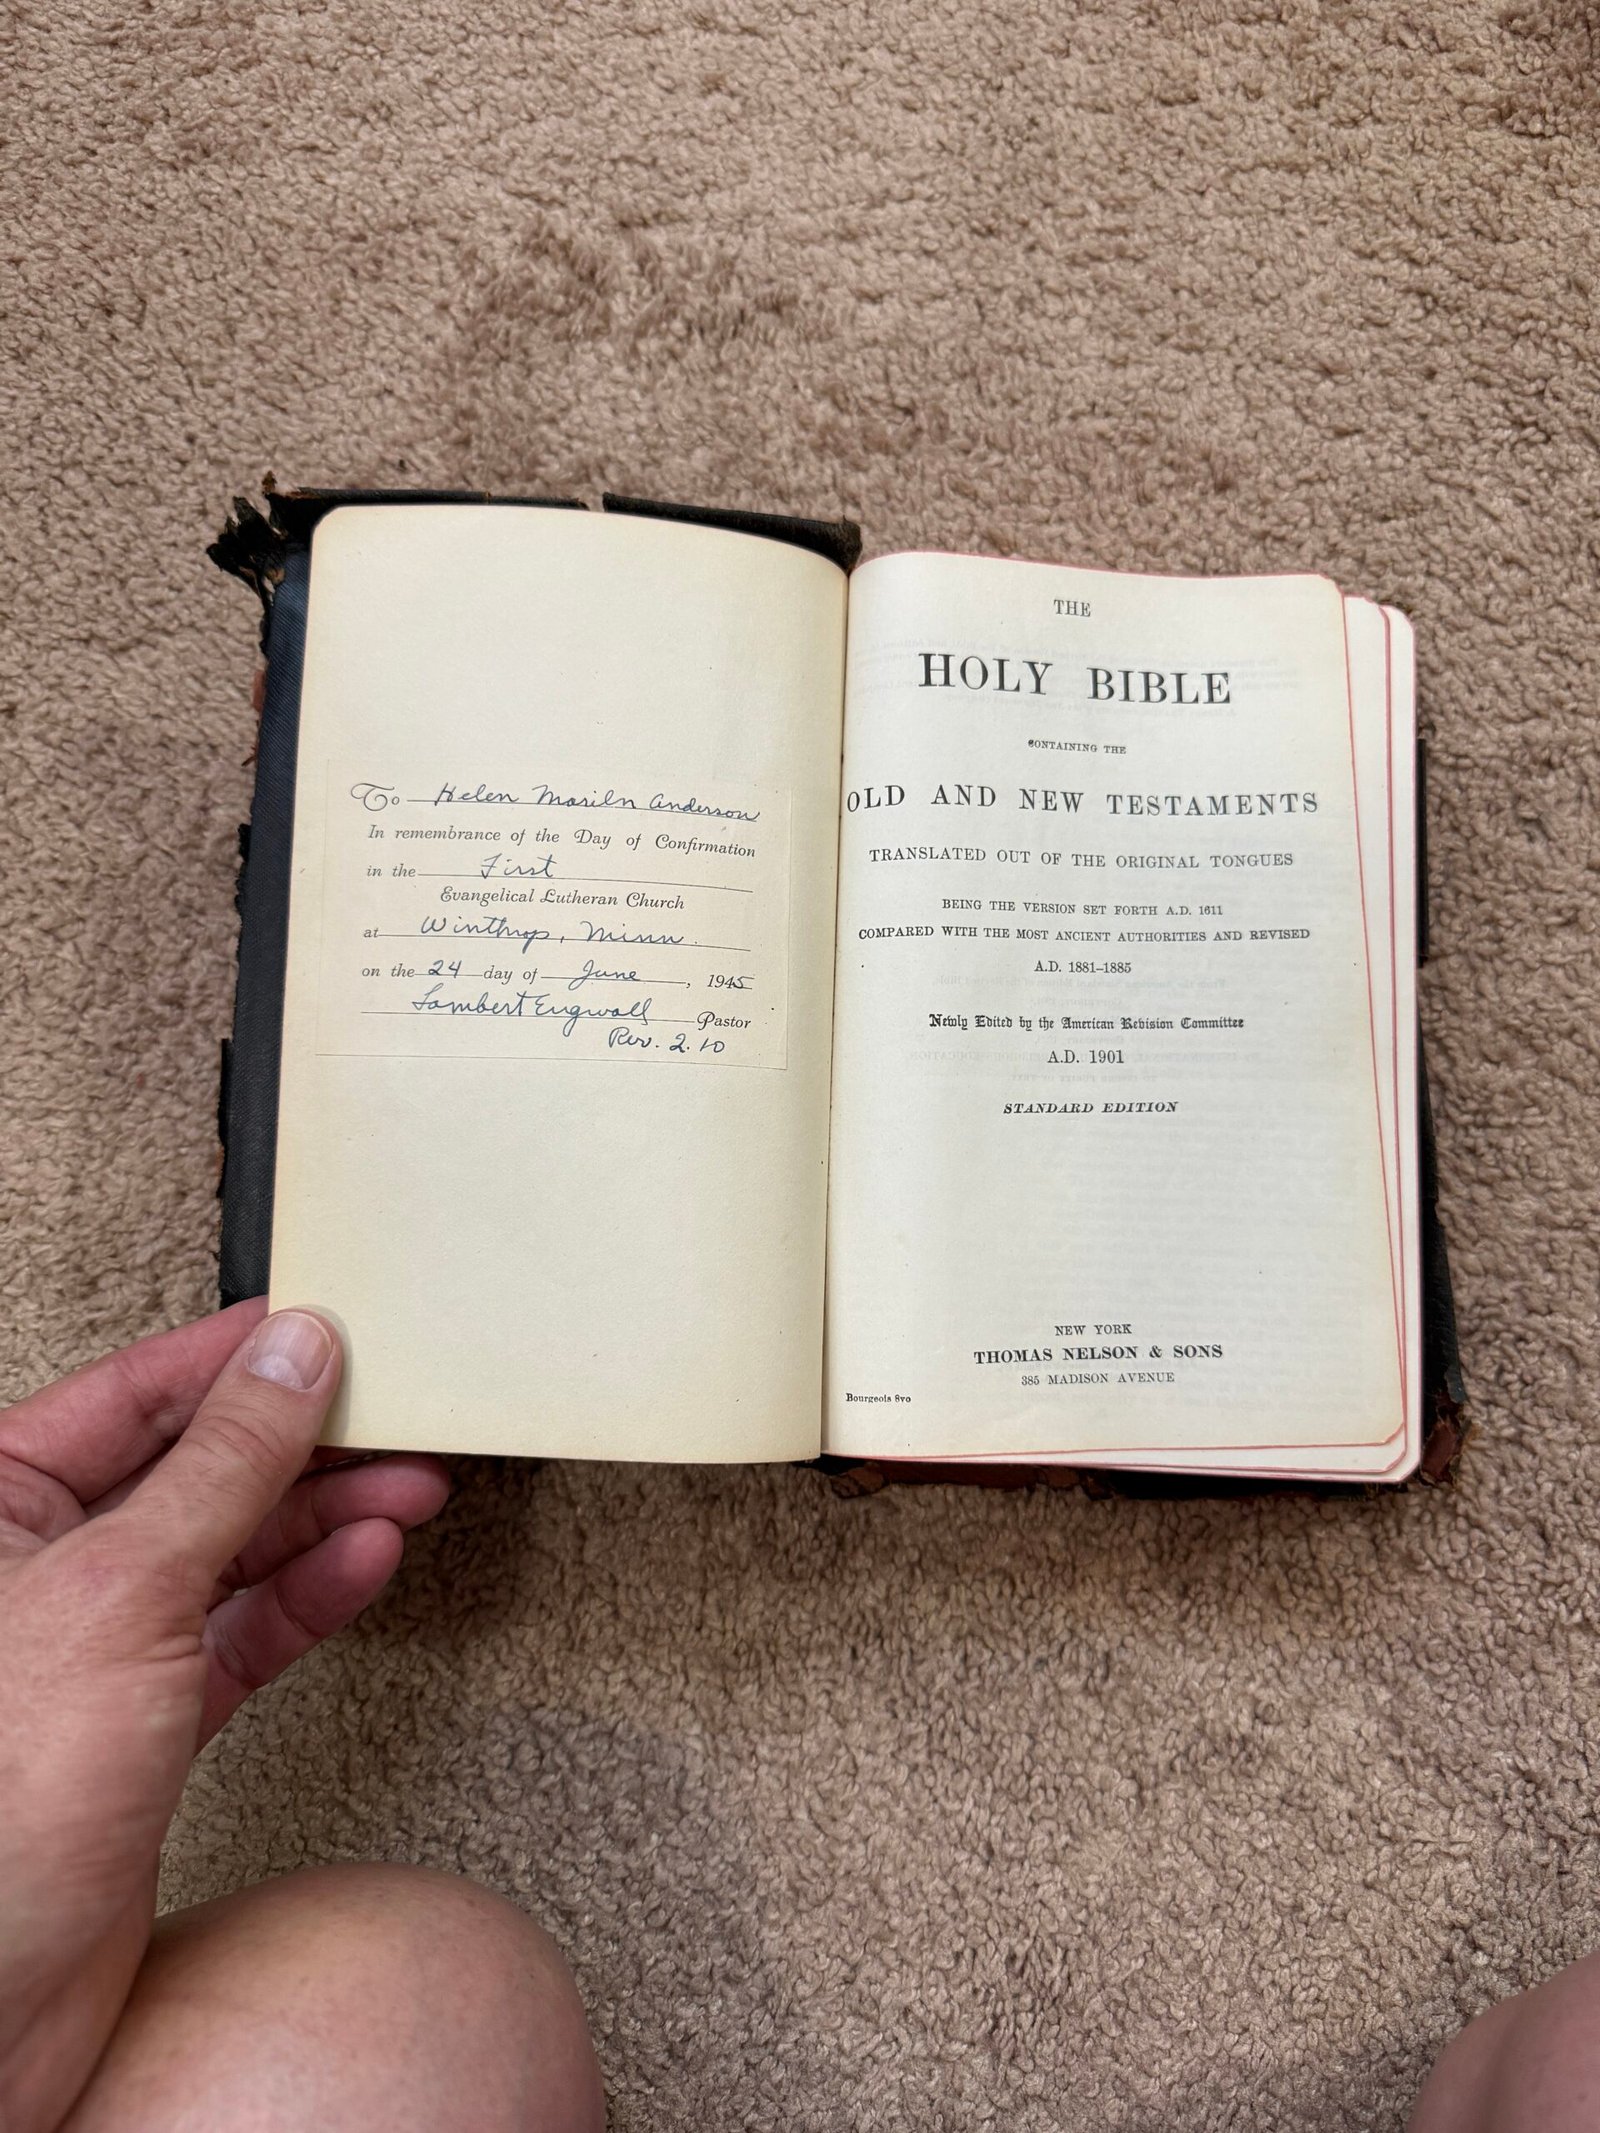 To Helen Mariln Anderson
In remembrance of the Day of Confirmation
in the First
Evangelical Lutheran Church
at Winthrop, Minn.
on the 24 day of June, 1945
Lambert Engwall Pastor
Rev. 2.10
THE
HOLY BIBLE
CONTAINING THE
OLD AND NEW TESTAMENTS
TRANSLATED OUT OF THE ORIGINAL TONGUES
BEING THE VERSION SET FORTH A.D. 1611
COMPARED WITH THE MOST ANCIENT AUTHORITIES AND REVISED
A.D. 1881–1885
Newly Edited by the American Revision Committee
A.D. 1901
STANDARD EDITION
NEW YORK
THOMAS NELSON & SONS
385 MADISON AVENUE
Bourgeois 8vo